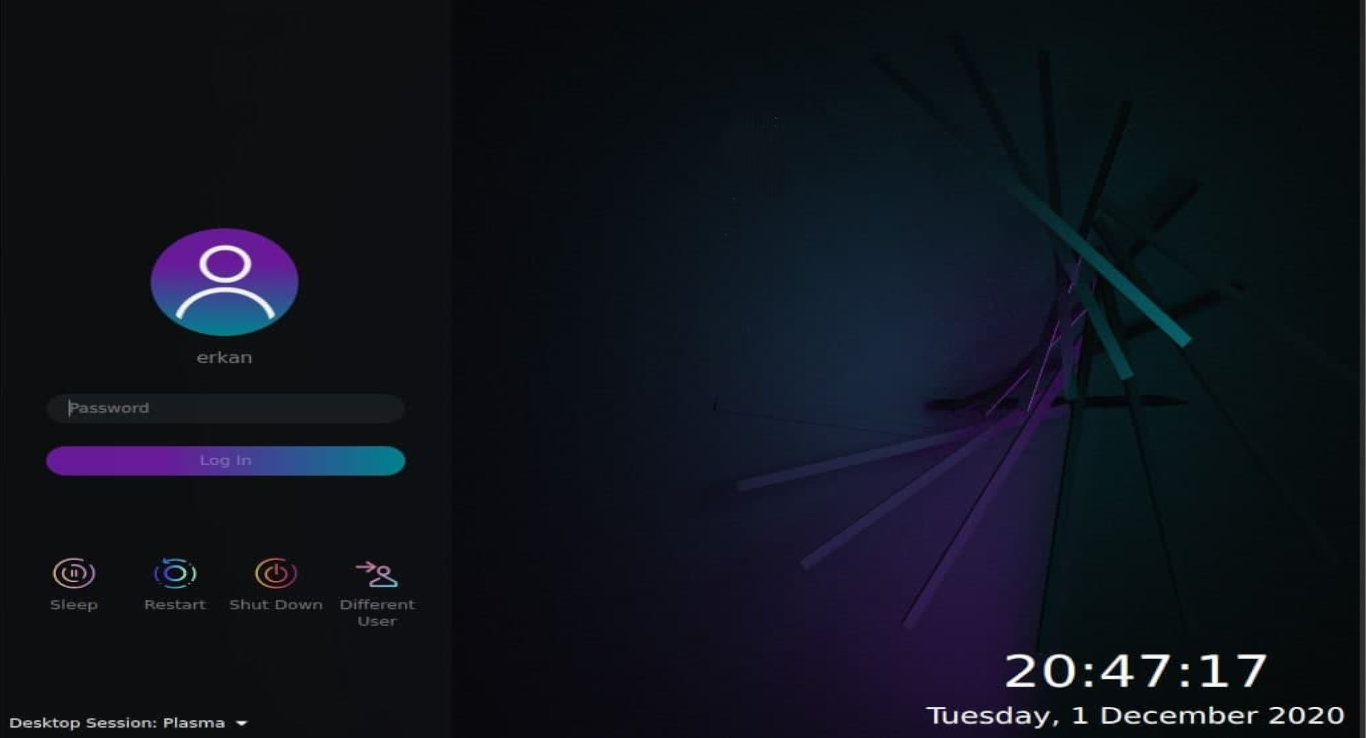 erkan
Password
Log In
Sleep
Restart
Shut Down
Different
User
Desktop Session: Plasma
20:47:17
Tuesday, 1 December 2020